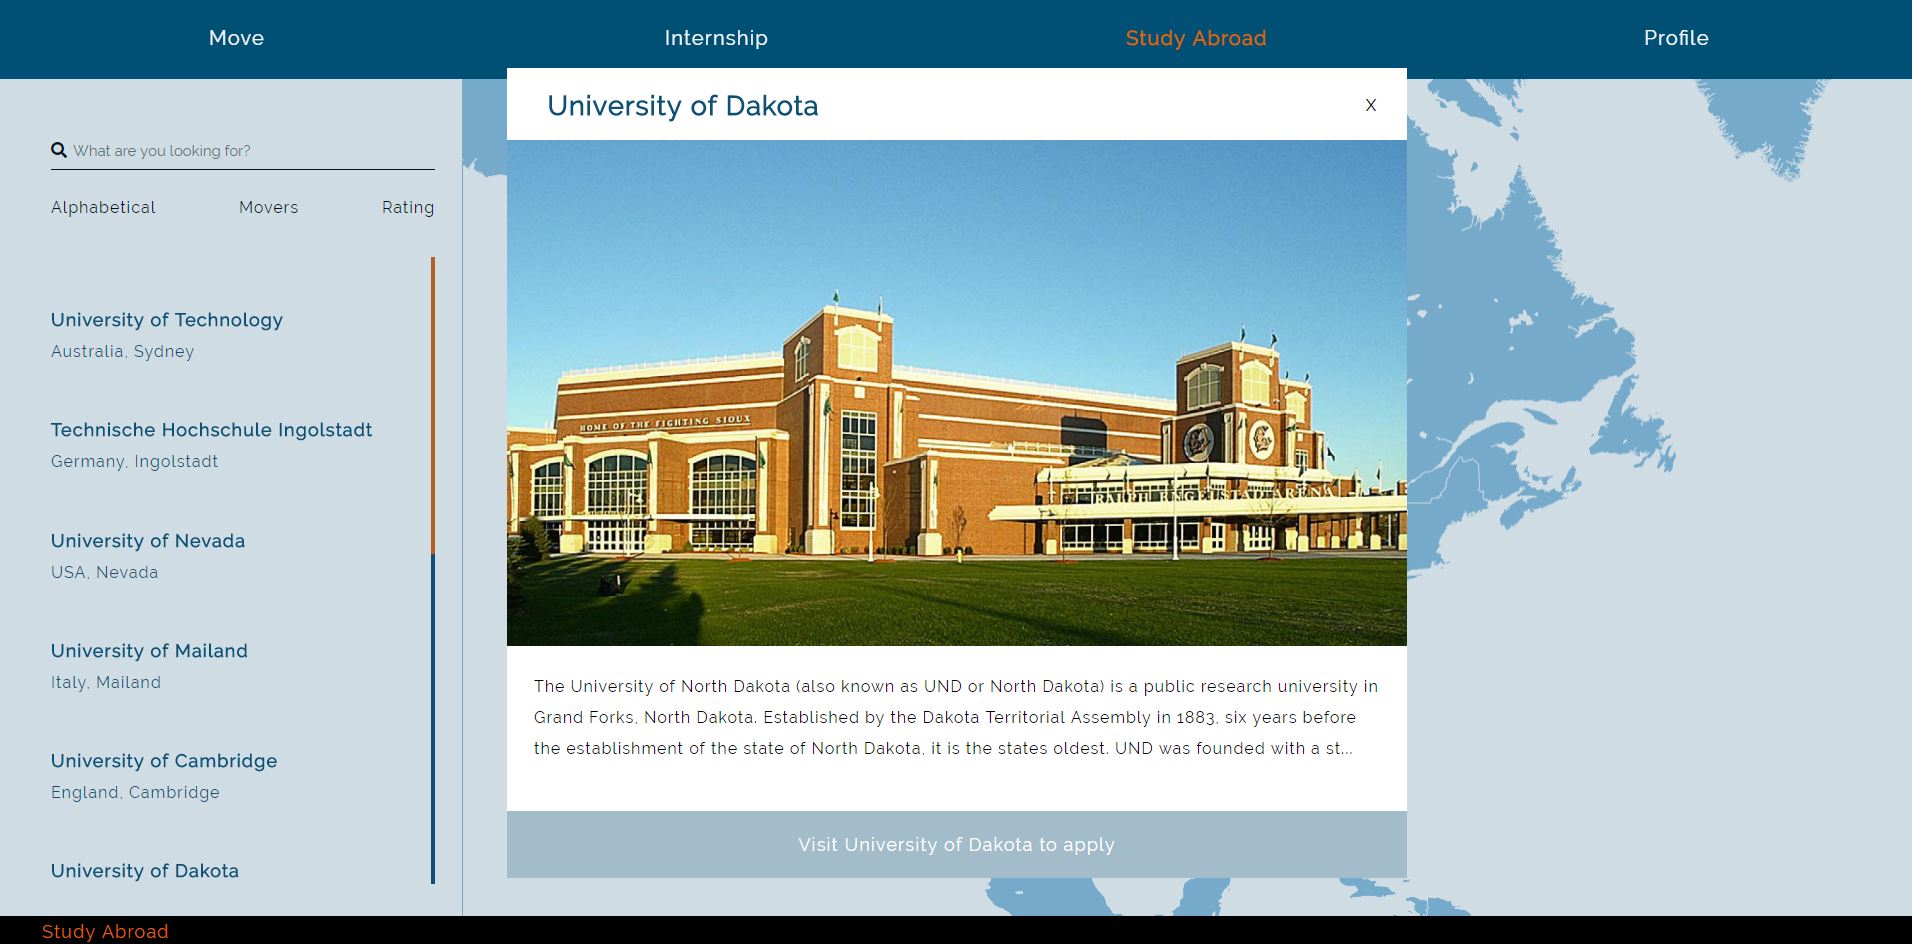 Move
Internship
Study Abroad
Profile
What are you looking for?
Alphabetical
Movers
Rating
University of Technology
Australia, Sydney
Technische Hochschule Ingolstadt
Germany, Ingolstadt
University of Nevada
USA, Nevada
University of Mailand
Italy, Mailand
University of Cambridge
England, Cambridge
University of Dakota
University of Dakota
X
HOME OF THE FIGHTING SIOUX
RALPH ENGELSTAD ARENA
The University of North Dakota (also known as UND or North Dakota) is a public research university in
Grand Forks, North Dakota. Established by the Dakota Territorial Assembly in 1883, six years before
the establishment of the state of North Dakota, it is the states oldest. UND was founded with a st...
Visit University of Dakota to apply
Study Abroad